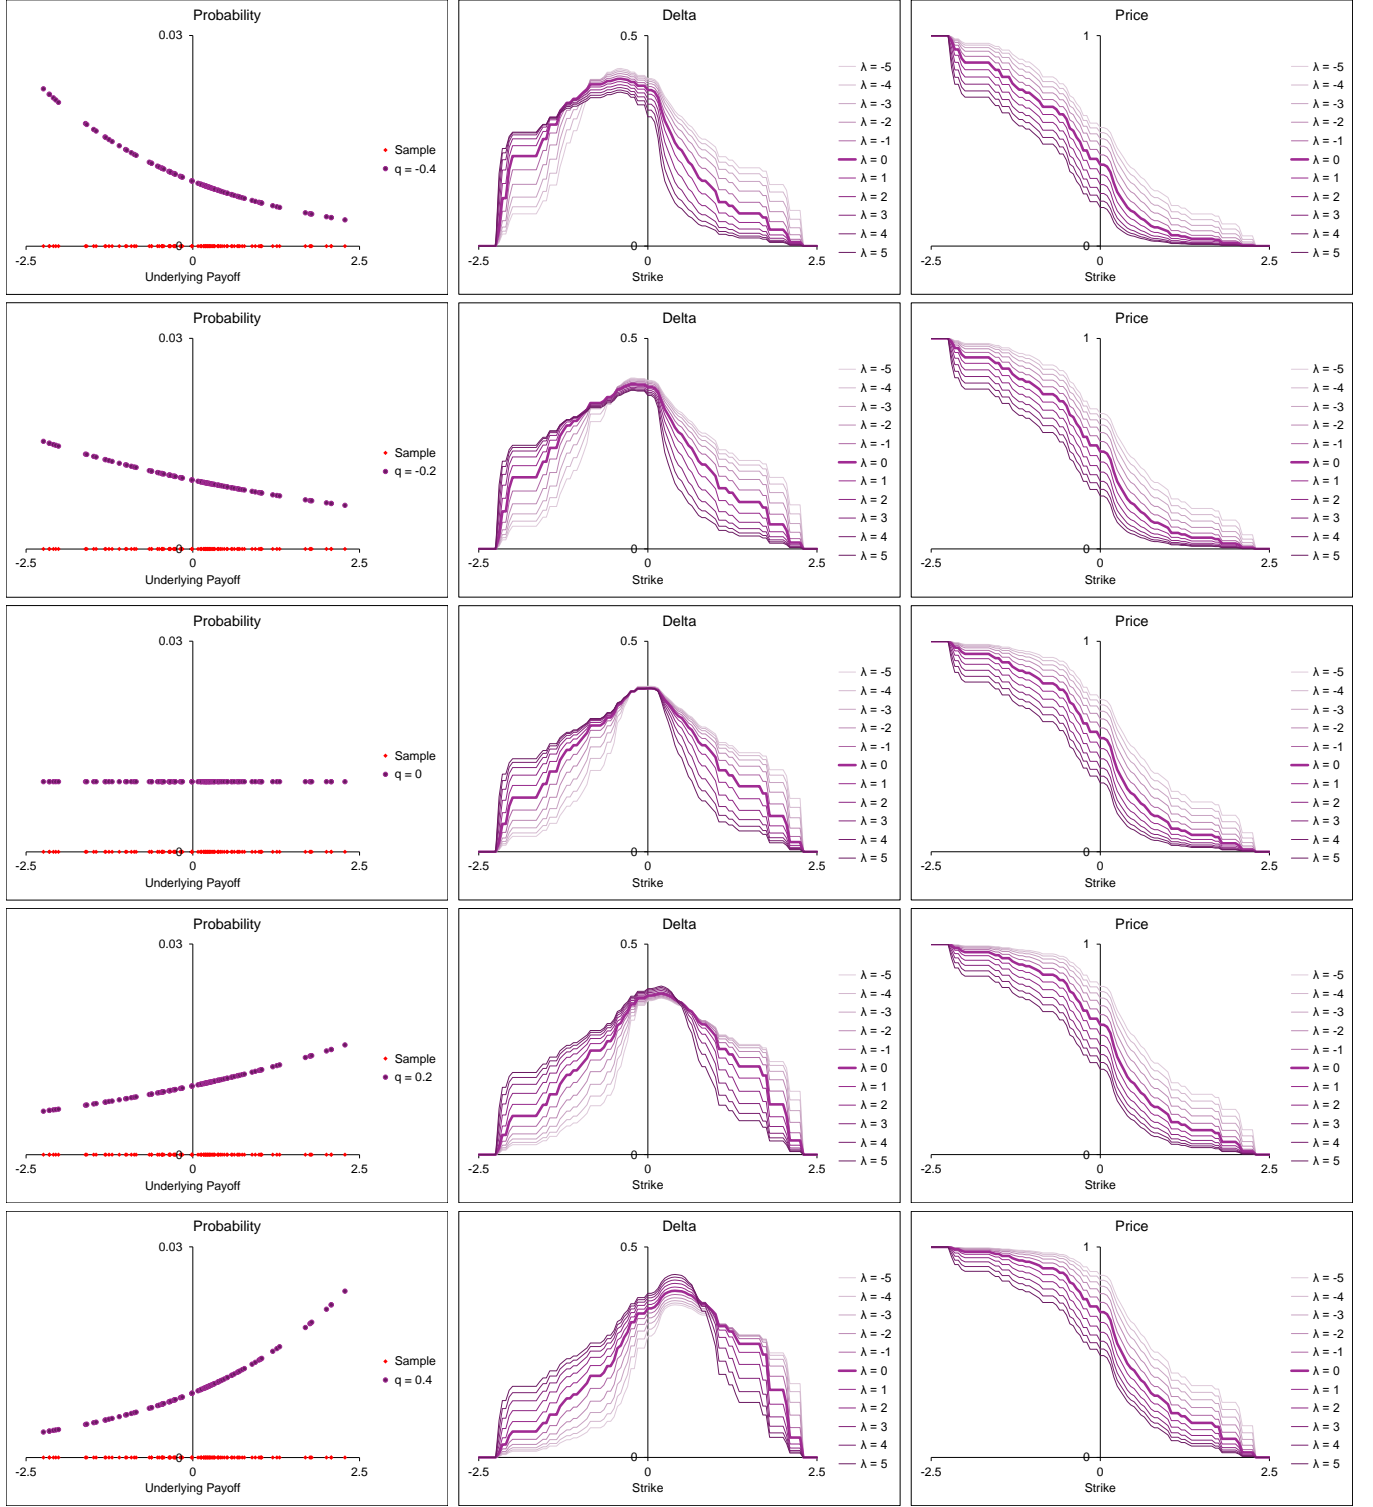 Probability
0.03
Sample
q = -0.4
0
-2.5
2.5
Underlying Payoff
Delta
0.5
λ = -5
λ = -4
λ = -3
λ = -2
λ = -1
λ = 0
λ = 1
λ = 2
λ = 3
λ = 4
λ = 5
0
-2.5
0
2.5
Strike
Price
1
λ = -5
λ = -4
λ = -3
λ = -2
λ = -1
λ = 0
λ = 1
λ = 2
λ = 3
λ = 4
λ = 5
0
-2.5
0
2.5
Strike
Probability
0.03
Sample
q = -0.2
0
-2.5
2.5
Underlying Payoff
Delta
0.5
λ = -5
λ = -4
λ = -3
λ = -2
λ = -1
λ = 0
λ = 1
λ = 2
λ = 3
λ = 4
λ = 5
0
-2.5
0
2.5
Strike
Price
1
λ = -5
λ = -4
λ = -3
λ = -2
λ = -1
λ = 0
λ = 1
λ = 2
λ = 3
λ = 4
λ = 5
0
-2.5
0
2.5
Strike
Probability
0.03
Sample
q = 0
0
-2.5
2.5
Underlying Payoff
Delta
0.5
λ = -5
λ = -4
λ = -3
λ = -2
λ = -1
λ = 0
λ = 1
λ = 2
λ = 3
λ = 4
λ = 5
0
-2.5
0
2.5
Strike
Price
1
λ = -5
λ = -4
λ = -3
λ = -2
λ = -1
λ = 0
λ = 1
λ = 2
λ = 3
λ = 4
λ = 5
0
-2.5
0
2.5
Strike
Probability
0.03
Sample
q = 0.2
0
-2.5
2.5
Underlying Payoff
Delta
0.5
λ = -5
λ = -4
λ = -3
λ = -2
λ = -1
λ = 0
λ = 1
λ = 2
λ = 3
λ = 4
λ = 5
0
-2.5
0
2.5
Strike
Price
1
λ = -5
λ = -4
λ = -3
λ = -2
λ = -1
λ = 0
λ = 1
λ = 2
λ = 3
λ = 4
λ = 5
0
-2.5
0
2.5
Strike
Probability
0.03
Sample
q = 0.4
0
-2.5
2.5
Underlying Payoff
Delta
0.5
λ = -5
λ = -4
λ = -3
λ = -2
λ = -1
λ = 0
λ = 1
λ = 2
λ = 3
λ = 4
λ = 5
0
-2.5
0
2.5
Strike
Price
1
λ = -5
λ = -4
λ = -3
λ = -2
λ = -1
λ = 0
λ = 1
λ = 2
λ = 3
λ = 4
λ = 5
0
-2.5
0
2.5
Strike